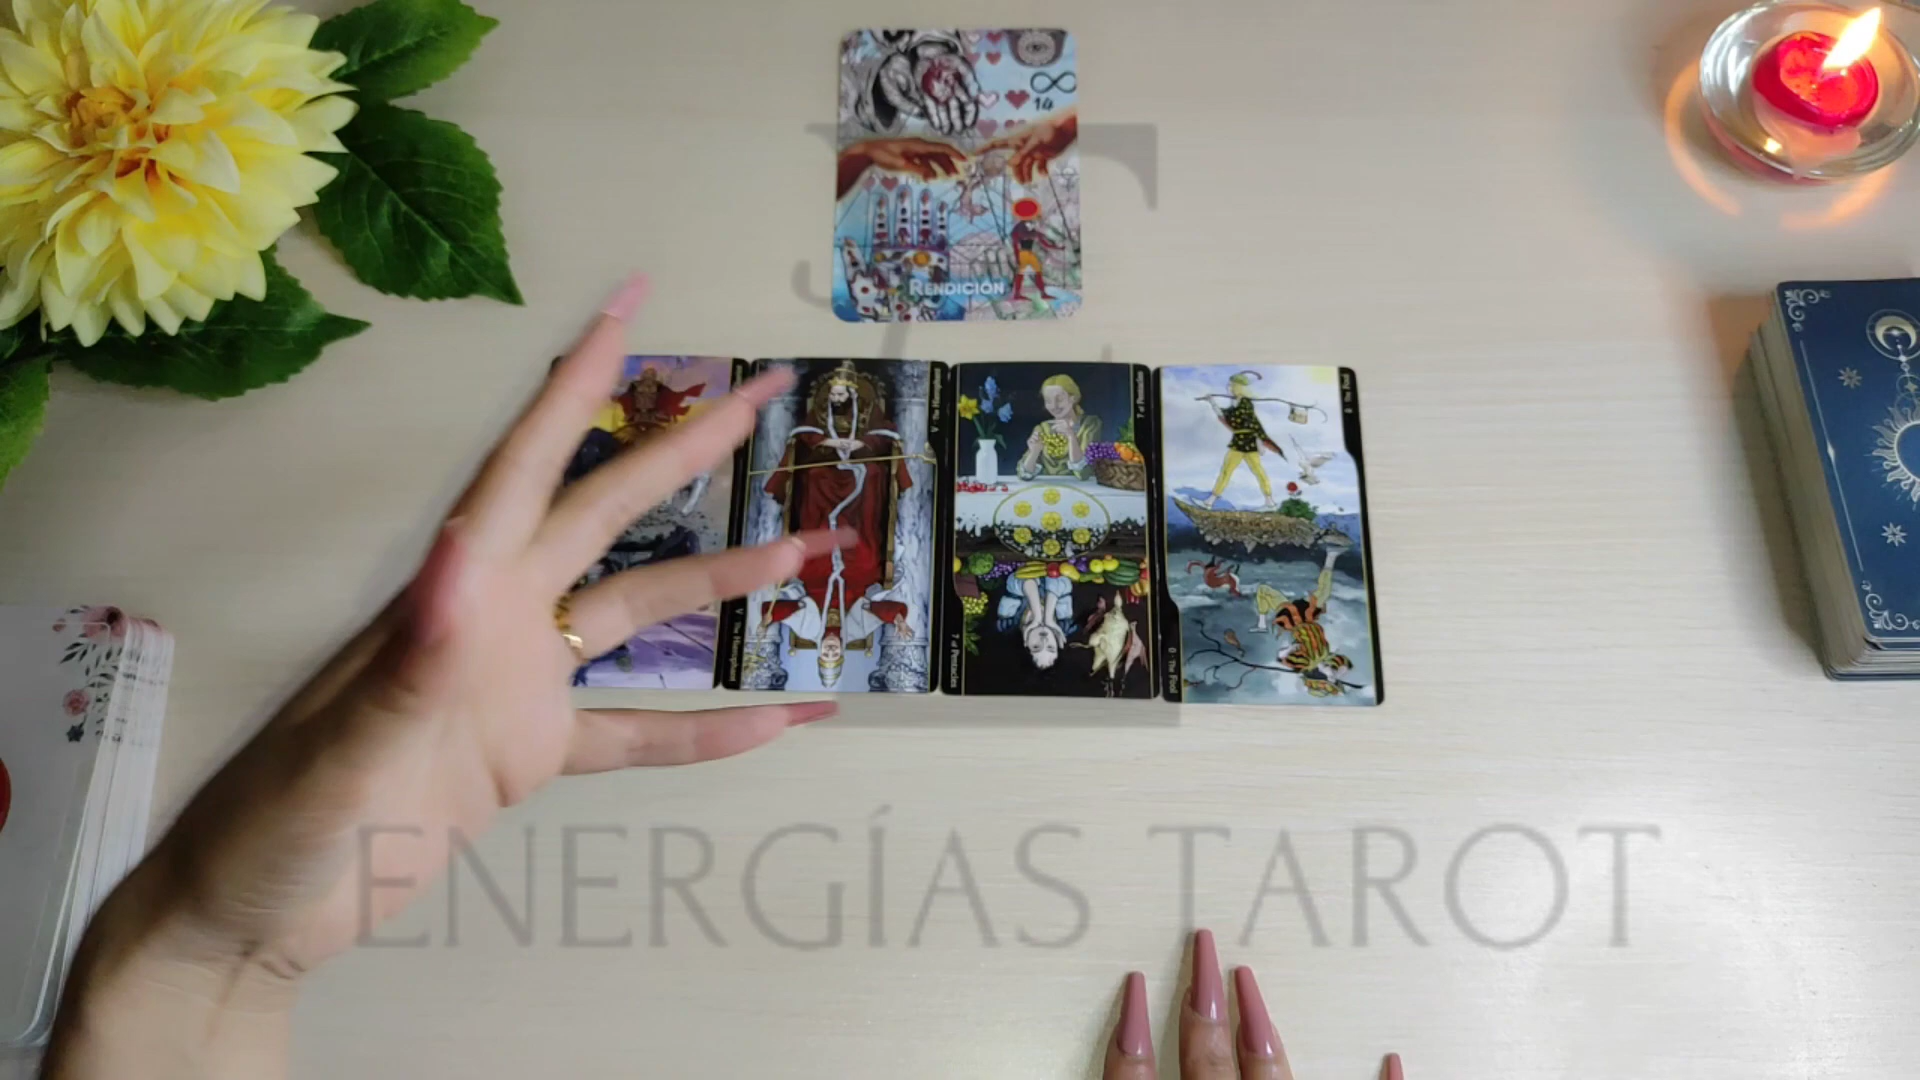 14
RENDICIÓN
V - The Hierophant
7 of Pentacles
0 - The Fool
V - The Hierophant
7 of Pentacles
0 - The Fool
ENERGÍAS TAROT